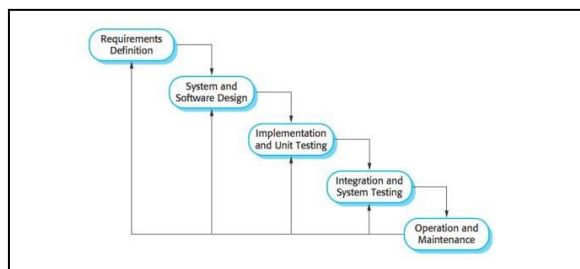 Requirements
Definition
System and
Software Design
Implementation
and Unit Testing
Integration and
System Testing
Operation and
Maintenance